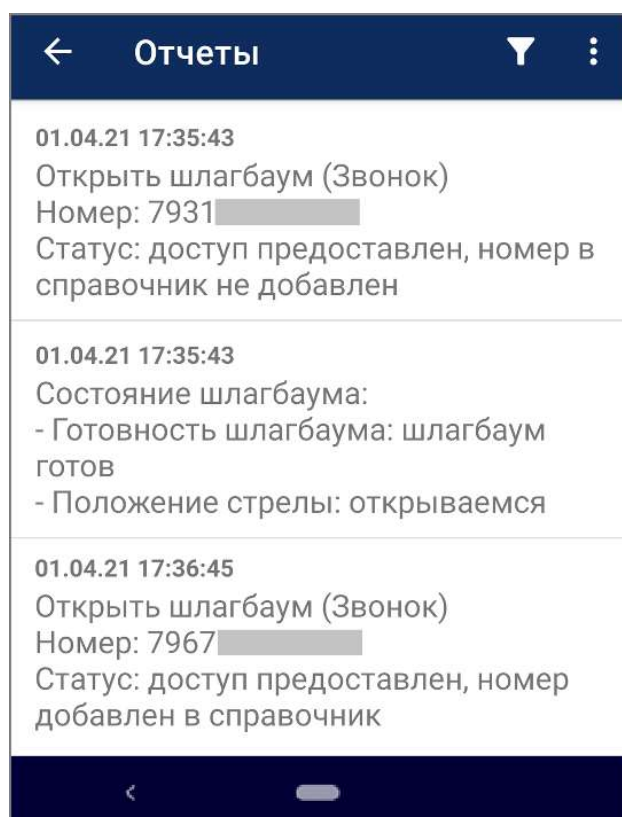 Отчеты
01.04.21 17:35:43
Открыть шлагбаум (Звонок)
Номер: 7931
Статус: доступ предоставлен, номер в
справочник не добавлен
01.04.21 17:35:43
Состояние шлагбаума:
- Готовность шлагбаума: шлагбаум
готов
- Положение стрелы: открываемся
01.04.21 17:36:45
Открыть шлагбаум (Звонок)
Номер: 7967
Статус: доступ предоставлен, номер
добавлен в справочник